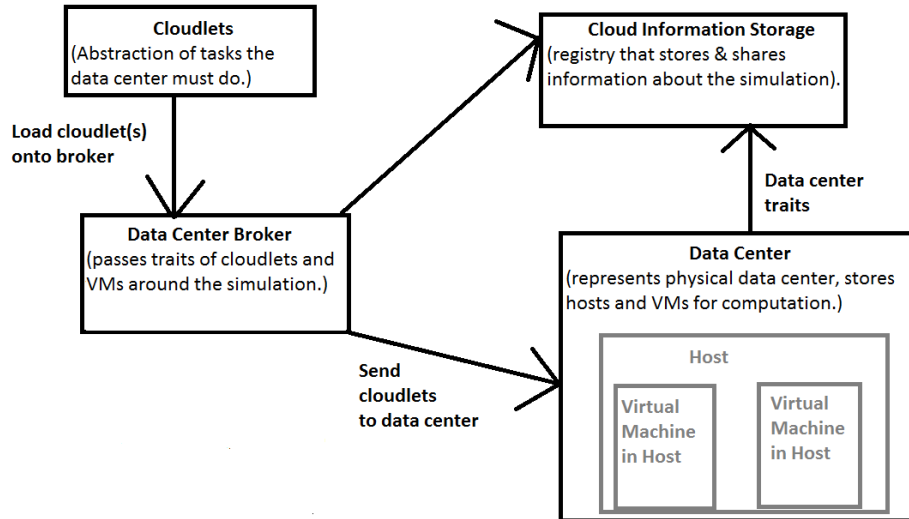 Cloudlets
(Abstraction of tasks the
data center must do.)
Cloud Information Storage
(registry that stores & shares
information about the simulation).
Load cloudlet(s)
onto broker
Data center
traits
Data Center Broker
(passes traits of cloudlets and
VMs around the simulation.)
Data Center
(represents physical data center, stores
hosts and VMs for computation.)
Send
cloudlets
to data center
Host
Virtual
Machine
in Host
Virtual
Machine
in Host